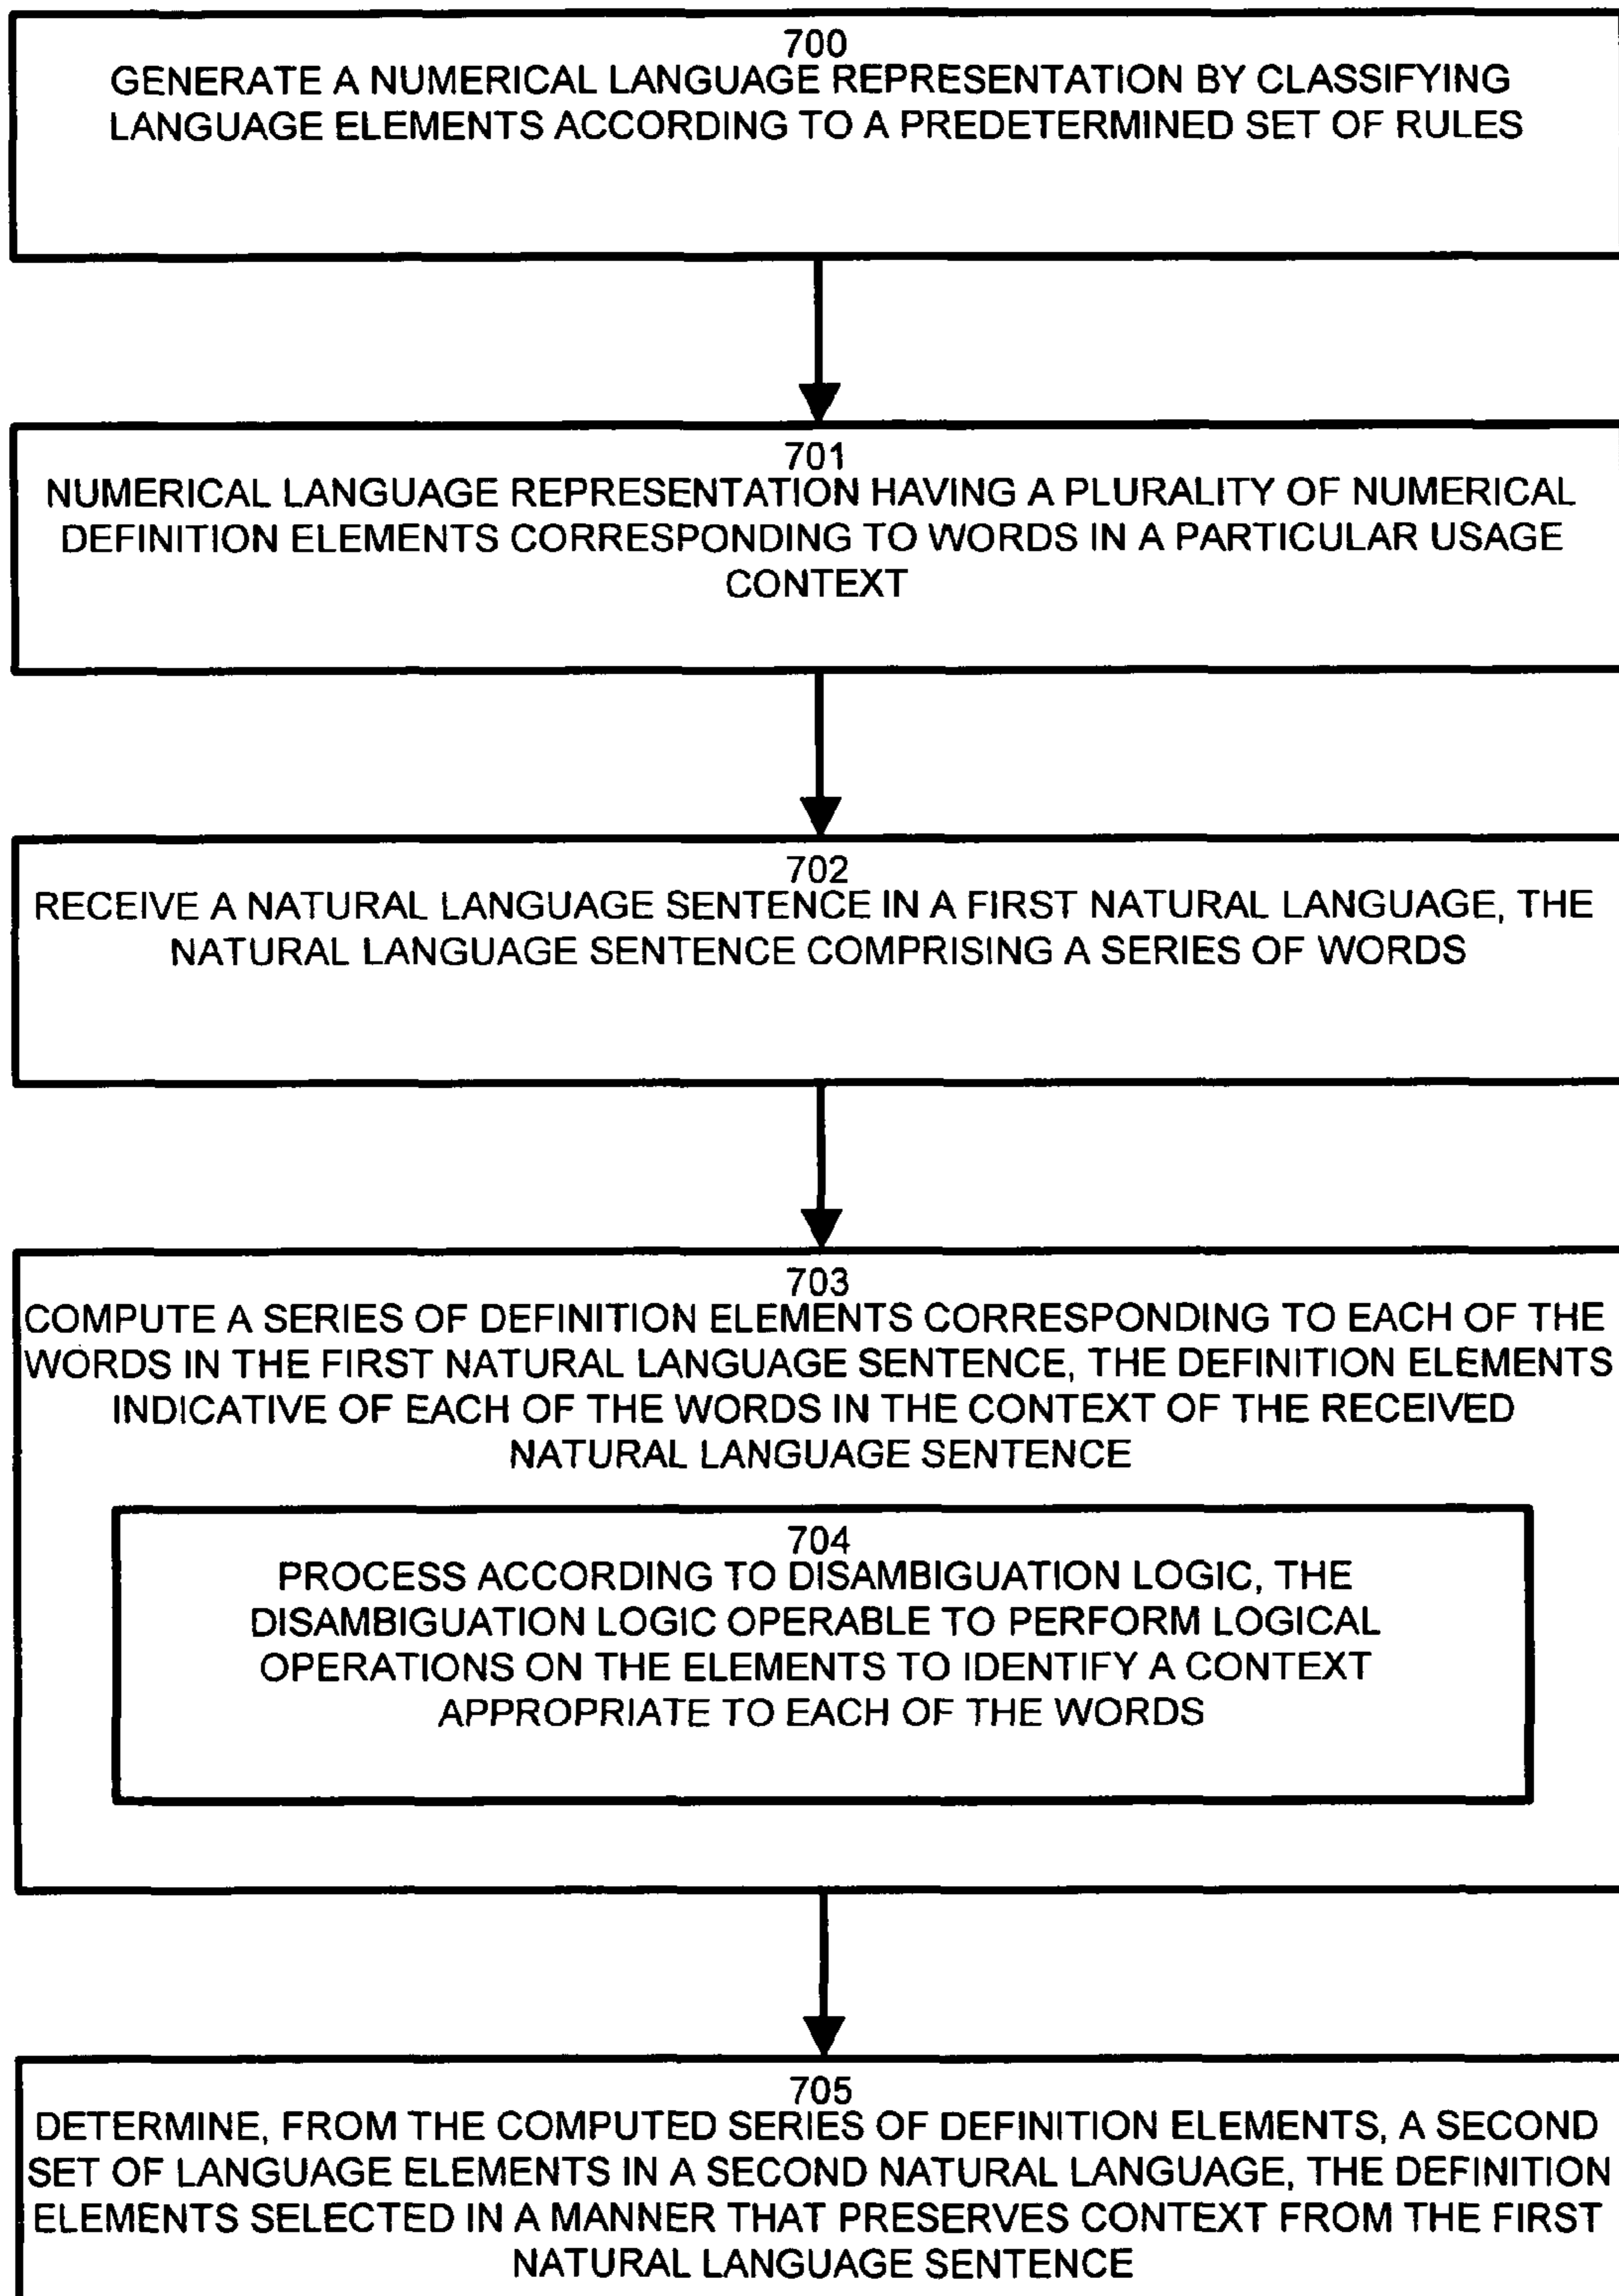 700
GENERATE A NUMERICAL LANGUAGE REPRESENTATION BY CLASSIFYING
LANGUAGE ELEMENTS ACCORDING TO A PREDETERMINED SET OF RULES
701
NUMERICAL LANGUAGE REPRESENTATION HAVING A PLURALITY OF NUMERICAL
DEFINITION ELEMENTS CORRESPONDING TO WORDS IN A PARTICULAR USAGE
CONTEXT
702
RECEIVE A NATURAL LANGUAGE SENTENCE IN A FIRST NATURAL LANGUAGE, THE
NATURAL LANGUAGE SENTENCE COMPRISING A SERIES OF WORDS
703
COMPUTE A SERIES OF DEFINITION ELEMENTS CORRESPONDING TO EACH OF THE
WORDS IN THE FIRST NATURAL LANGUAGE SENTENCE, THE DEFINITION ELEMENTS
INDICATIVE OF EACH OF THE WORDS IN THE CONTEXT OF THE RECEIVED
NATURAL LANGUAGE SENTENCE
704
PROCESS ACCORDING TO DISAMBIGUATION LOGIC, THE
DISAMBIGUATION LOGIC OPERABLE TO PERFORM LOGICAL
OPERATIONS ON THE ELEMENTS TO IDENTIFY A CONTEXT
APPROPRIATE TO EACH OF THE WORDS
705
DETERMINE, FROM THE COMPUTED SERIES OF DEFINITION ELEMENTS, A SECOND
SET OF LANGUAGE ELEMENTS IN A SECOND NATURAL LANGUAGE, THE DEFINITION
ELEMENTS SELECTED IN A MANNER THAT PRESERVES CONTEXT FROM THE FIRST
NATURAL LANGUAGE SENTENCE